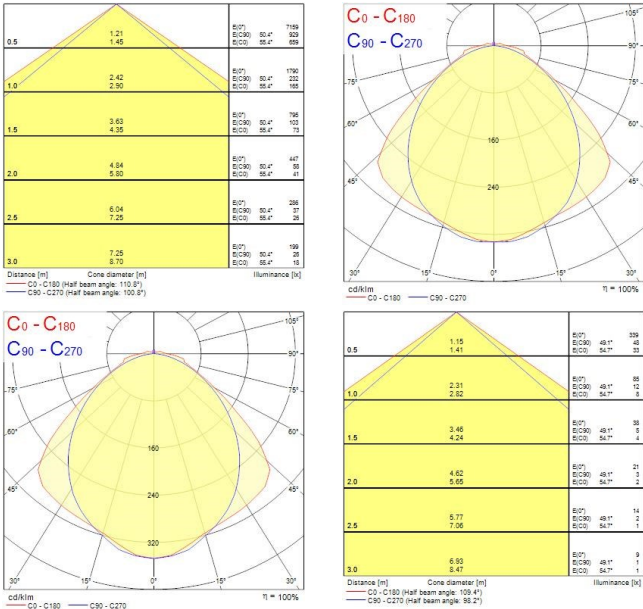 0.5
1.21
1.45
E(0°) 7159
E(C90) 50.4° 929
E(C0) 55.4° 659
1.0
2.42
2.90
E(0°) 1790
E(C90) 50.4° 232
E(C0) 55.4° 165
1.5
3.63
4.35
E(0°) 795
E(C90) 50.4° 103
E(C0) 55.4° 73
2.0
4.84
5.80
E(0°) 447
E(C90) 50.4° 58
E(C0) 55.4° 41
2.5
6.04
7.25
E(0°) 286
E(C90) 50.4° 37
E(C0) 55.4° 26
3.0
7.25
8.70
E(0°) 199
E(C90) 50.4° 26
E(C0) 55.4° 18
Distance [m] Cone diameter [m] Illuminance [lx]
C0 - C180 (Half beam angle: 110.8°)
C90 - C270 (Half beam angle: 100.8°)
C0 - C180
C90 - C270
105°
90°
75° 75°
60° 60°
160
45° 45°
240
30° 15° 0° 15° 30°
cd/klm η = 100%
C0 - C180 C90 - C270
C0 - C180
C90 - C270
105°
90°
75° 75°
60° 60°
160
45° 45°
240
320
30° 15° 0° 15° 30°
cd/klm η = 100%
C0 - C180 C90 - C270
0.5
1.15
1.41
E(0°) 339
E(C90) 49.1° 48
E(C0) 54.7° 33
1.0
2.31
2.82
E(0°) 85
E(C90) 49.1° 12
E(C0) 54.7° 8
1.5
3.46
4.24
E(0°) 38
E(C90) 49.1° 5
E(C0) 54.7° 4
2.0
4.62
5.65
E(0°) 21
E(C90) 49.1° 3
E(C0) 54.7° 2
2.5
5.77
7.06
E(0°) 14
E(C90) 49.1° 2
E(C0) 54.7° 1
3.0
6.93
8.47
E(0°) 9
E(C90) 49.1° 1
E(C0) 54.7° 1
Distance [m] Cone diameter [m] Illuminance [lx]
C0 - C180 (Half beam angle: 109.4°)
C90 - C270 (Half beam angle: 98.2°)